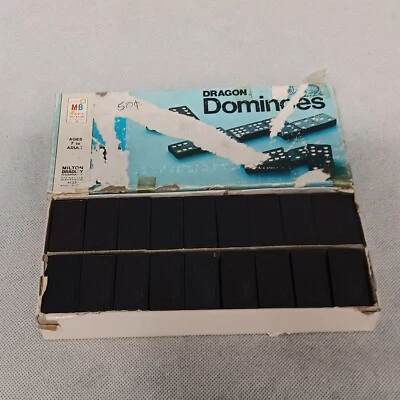 MB
50¢
DRAGON
Dominoes
AGES
7 to
ADULT
MILTON
BRADLEY